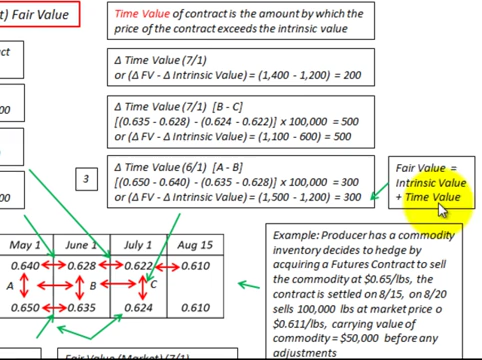 t) Fair Value
Time Value of contract is the amount by which the
price of the contract exceeds the intrinsic value
ct
00
00
Δ Time Value (7/1)
or (Δ FV - Δ Intrinsic Value) = (1,400 - 1,200) = 200
Δ Time Value (7/1) [B - C]
[(0.635 - 0.628) - (0.624 - 0.622)] x 100,000 = 500
or (Δ FV - Δ Intrinsic Value) = (1,100 - 600) = 500
3
Δ Time Value (6/1) [A - B]
[(0.650 - 0.640) - (0.635 - 0.628)] x 100,000 = 300
or (Δ FV - Δ Intrinsic Value) = (1,500 - 1,200) = 300
Fair Value =
Intrinsic Value
+ Time Value
May 1 June 1 July 1 Aug 15
0.640 0.628 0.622 0.610
A B C
0.650 0.635 0.624 0.610
Example: Producer has a commodity
inventory decides to hedge by
acquiring a Futures Contract to sell
the commodity at $0.65/lbs, the
contract is settled on 8/15, on 8/20
sells 100,000 lbs at market price o
$0.611/lbs, carrying value of
commodity = $50,000 before any
adjustments
Fair Value (Market) (7/1)